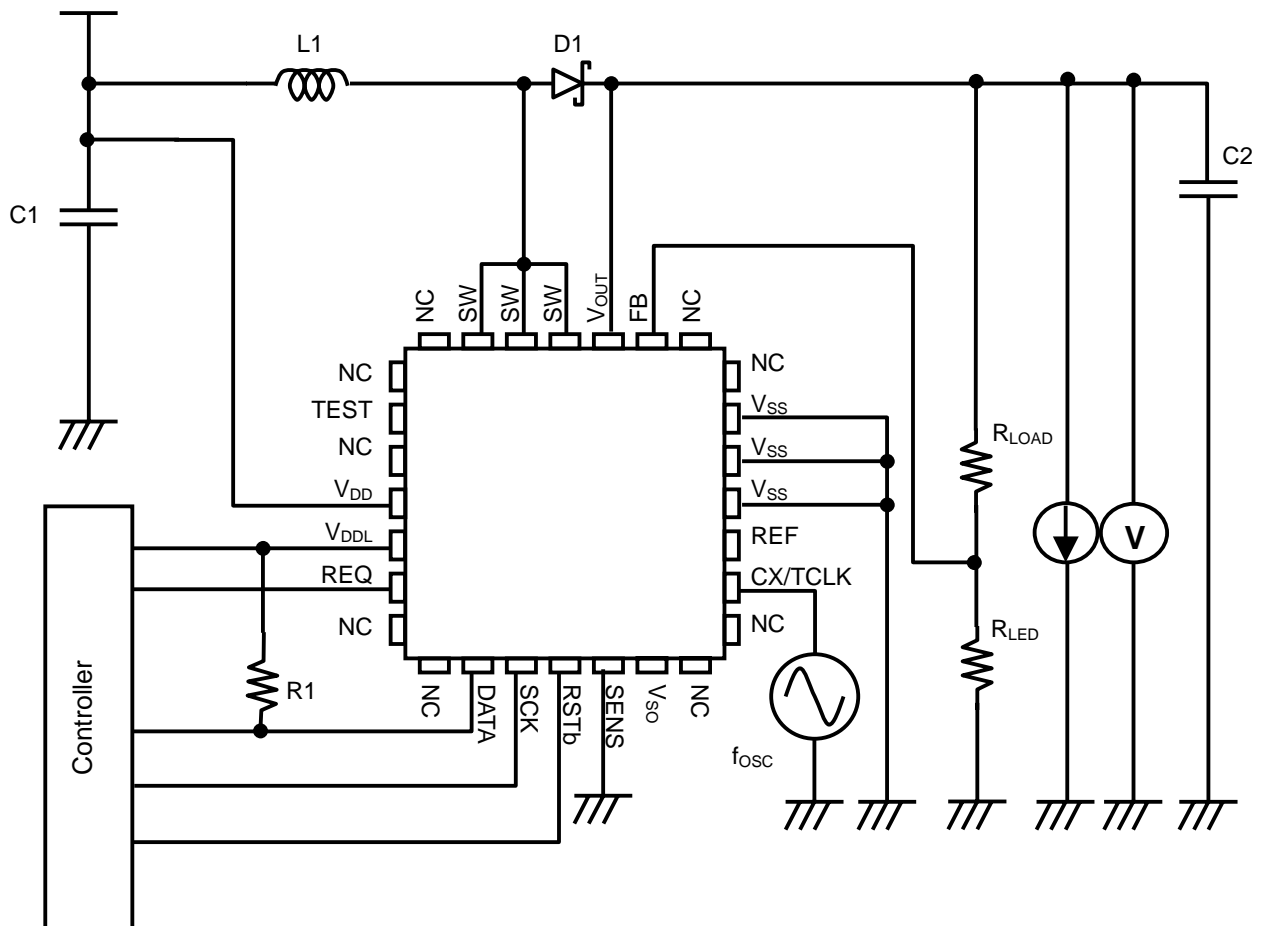 L1
D1
C2
C1
NC
SW
SW
SW
VOUT
FB
NC
NC
TEST
NC
VDD
VDDL
REQ
NC
NC
VSS
VSS
VSS
REF
CX/TCLK
NC
RLOAD
RLED
V
R1
NC
DATA
SCK
RSTb
SENS
VSO
NC
fOSC
Controller